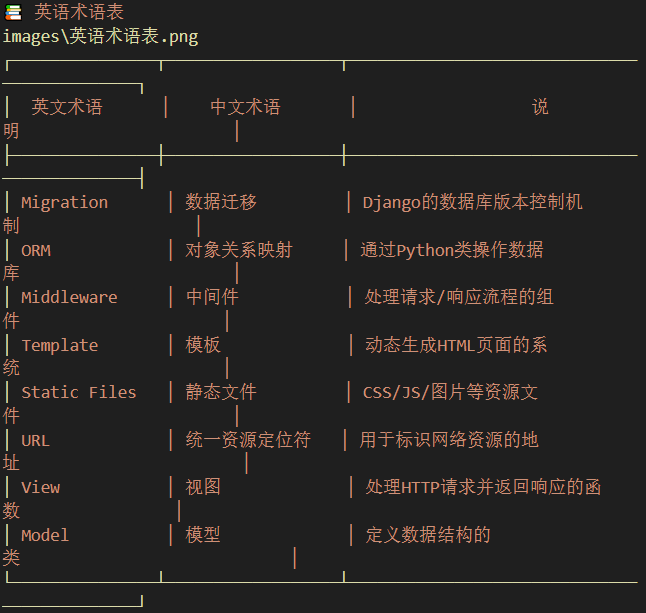 📚 英语术语表
images\英语术语表.png
英文术语 │ 中文术语 │ 说
明 │
│ Migration │ 数据迁移 │ Django的数据库版本控制机
制 │
│ ORM │ 对象关系映射 │ 通过Python类操作数据
库 │
│ Middleware │ 中间件 │ 处理请求/响应流程的组
件 │
│ Template │ 模板 │ 动态生成HTML页面的系
统 │
│ Static Files │ 静态文件 │ CSS/JS/图片等资源文
件 │
│ URL │ 统一资源定位符 │ 用于标识网络资源的地
址 │
│ View │ 视图 │ 处理HTTP请求并返回响应的函
数 │
│ Model │ 模型 │ 定义数据结构的
类 │